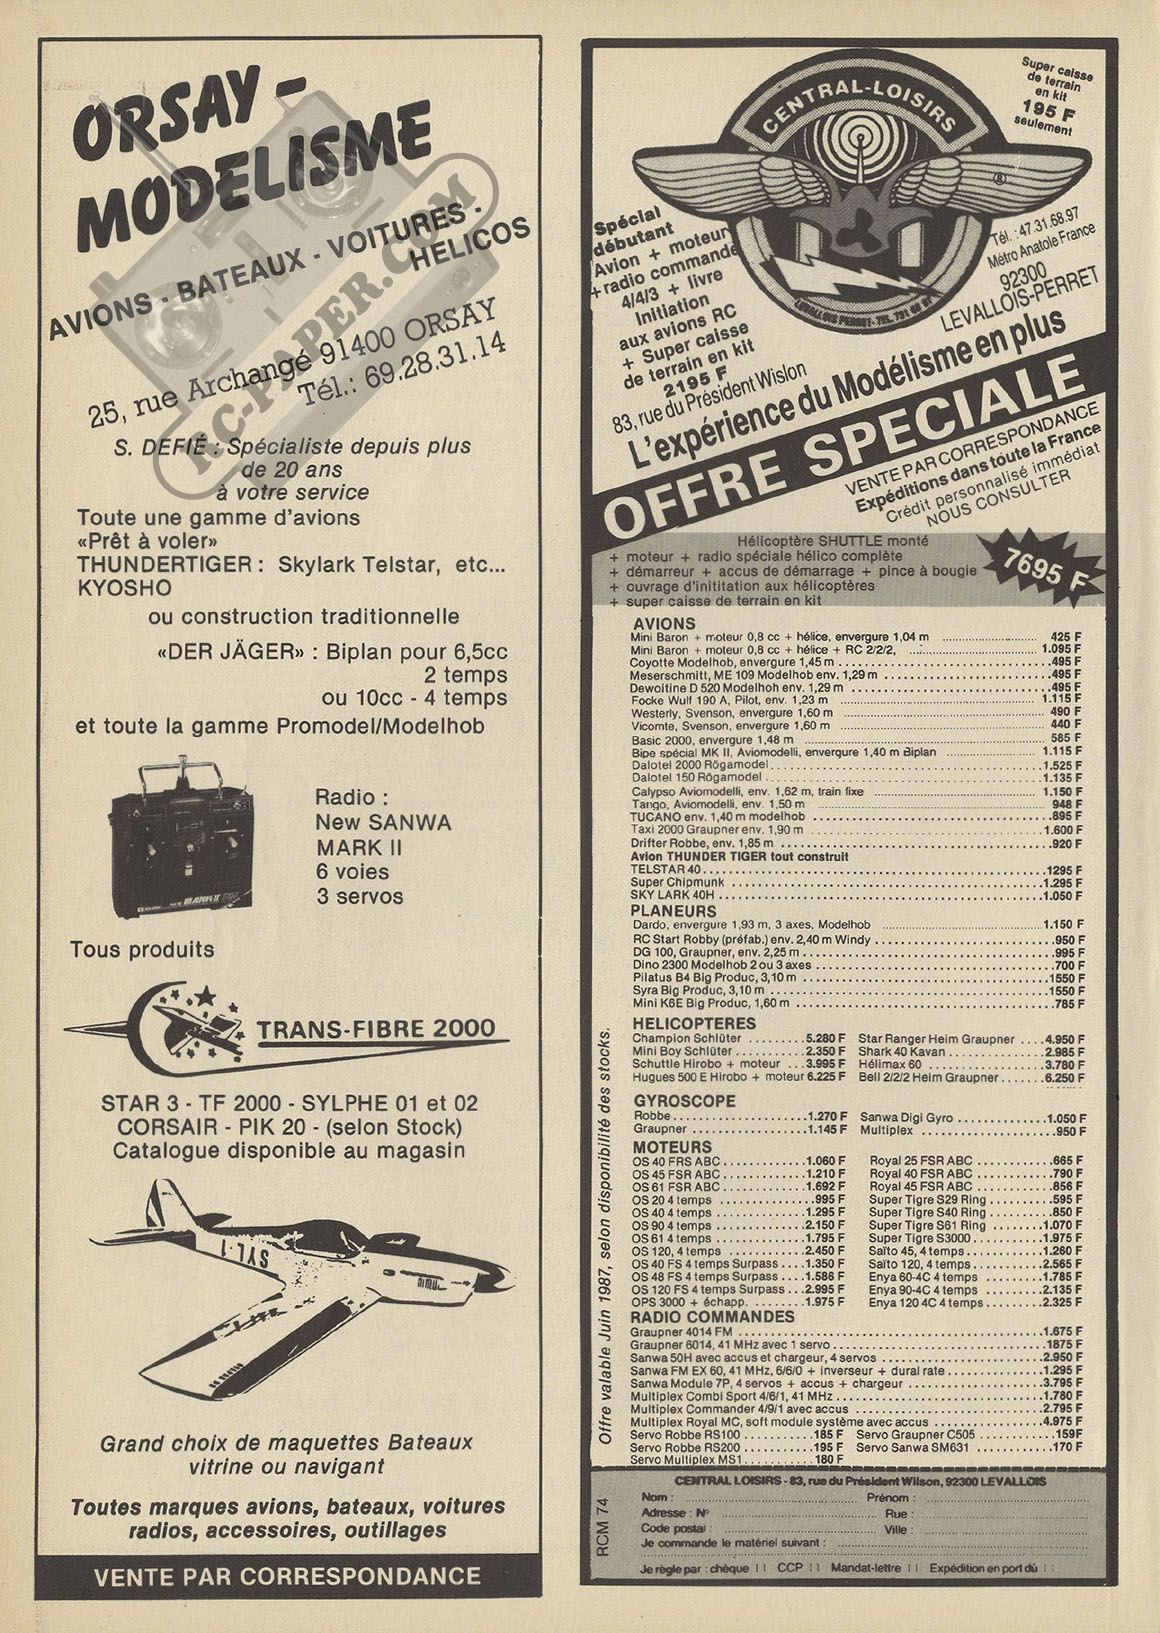 ORSAY -
MODELISME
AVIONS - BATEAUX - VOITURES -
HELICOS
25, rue Archangé 91400 ORSAY
Tél.: 69.28.31.14
RC-PAPER.COM
S. DEFIÉ : Spécialiste depuis plus
de 20 ans
à votre service
Toute une gamme d'avions
«Prêt à voler»
THUNDERTIGER : Skylark Telstar, etc...
KYOSHO
ou construction traditionnelle
«DER JÄGER» : Biplan pour 6,5cc
2 temps
ou 10cc - 4 temps
et toute la gamme Promodel/Modelhob
Radio :
New SANWA
MARK II
6 voies
3 servos
Tous produits
TRANS-FIBRE 2000
STAR 3 - TF 2000 - SYLPHE 01 et 02
CORSAIR - PIK 20 - (selon Stock)
Catalogue disponible au magasin
SYL-1
Grand choix de maquettes Bateaux
vitrine ou navigant
Toutes marques avions, bateaux, voitures
radios, accessoires, outillages
VENTE PAR CORRESPONDANCE
CENTRAL-LOISIRS
Super caisse
de terrain
en kit
195 F
seulement
Spécial
débutant
Avion + moteur
+ radio commande
4/4/3 + livre
Initiation
aux avions RC
+ Super caisse
de terrain en kit
2195 F
Tél. : 47.31.68.97
Métro Anatole France
92300
LEVALLOIS-PERRET
83, rue du Président Wislon
L'expérience du Modélisme en plus
OFFRE SPECIALE
VENTE PAR CORRESPONDANCE
Expéditions dans toute la France
Crédit personnalisé immédiat
NOUS CONSULTER
Hélicoptère SHUTTLE monté
+ moteur + radio spéciale hélico complète
+ démarreur + accus de démarrage + pince à bougie
+ ouvrage d'inititation aux hélicoptères
+ super caisse de terrain en kit
7695 F
AVIONS
Mini Baron + moteur 0,8 cc + hélice, envergure 1,04 m 425 F
Mini Baron + moteur 0,8 cc + hélice + RC 2/2/2, 1.095 F
Coyotte Modelhob, envergure 1,45 m 495 F
Meserschmitt, ME 109 Modelhob env. 1,29 m 495 F
Dewoitine D 520 Modelhoh env. 1,29 m 495 F
Focke Wulf 190 A, Pilot, env. 1,23 m 1.115 F
Westerly, Svenson, envergure 1,60 m 490 F
Vicomte, Svenson, envergure 1,60 m 440 F
Basic 2000, envergure 1,48 m 585 F
Bipe spécial MK II, Aviomodelli, envergure 1,40 m Biplan 1.115 F
Dalotel 2000 Rögamodel 1.525 F
Dalotel 150 Rögamodel 1.135 F
Calypso Aviomodelli, env. 1,62 m, train fixe 1.150 F
Tango, Aviomodelli, env. 1,50 m 948 F
TUCANO env. 1,40 m modelhob 895 F
Taxi 2000 Graupner env. 1,90 m 1.600 F
Drifter Robbe, env. 1,85 m 920 F
Avion THUNDER TIGER tout construit
TELSTAR 40 1295 F
Super Chipmunk 1.295 F
SKY LARK 40H 1.050 F
PLANEURS
Dardo, envergure 1,93 m, 3 axes, Modelhob 1.150 F
RC Start Robby (préfab.) env. 2,40 m Windy 950 F
DG 100, Graupner, env. 2,25 m 995 F
Dino 2300 Modelhob 2 ou 3 axes 700 F
Pilatus B4 Big Produc, 3,10 m 1550 F
Syra Big Produc, 3,10 m 1550 F
Mini K6E Big Produc, 1,60 m 785 F
HELICOPTERES
Champion Schlüter 5.280 F Star Ranger Heim Graupner 4.950 F
Mini Boy Schlüter 2.350 F Shark 40 Kavan 2.985 F
Schuttle Hirobo + moteur 3.995 F Hélimax 60 3.780 F
Hugues 500 E Hirobo + moteur 6.225 F Bell 2/2/2 Heim Graupner 6.250 F
GYROSCOPE
Robbe 1.270 F Sanwa Digi Gyro 1.050 F
Graupner 1.145 F Multiplex 950 F
MOTEURS
OS 40 FRS ABC 1.060 F Royal 25 FSR ABC 665 F
OS 45 FSR ABC 1.210 F Royal 40 FSR ABC 790 F
OS 61 FSR ABC 1.692 F Royal 45 FSR ABC 856 F
OS 20 4 temps 995 F Super Tigre S29 Ring 595 F
OS 40 4 temps 1.295 F Super Tigre S40 Ring 850 F
OS 90 4 temps 2.150 F Super Tigre S61 Ring 1.070 F
OS 61 4 temps 1.795 F Super Tigre S3000 1.975 F
OS 120, 4 temps 2.450 F Saïto 45, 4 temps 1.260 F
OS 40 FS 4 temps Surpass 1.350 F Saïto 120, 4 temps 2.565 F
OS 48 FS 4 temps Surpass 1.586 F Enya 60-4C 4 temps 1.785 F
OS 120 FS 4 temps Surpass 2.995 F Enya 90-4C 4 temps 2.135 F
OPS 3000 + échapp. 1.975 F Enya 120 4C 4 temps 2.325 F
RADIO COMMANDES
Graupner 4014 FM 1.675 F
Graupner 6014, 41 MHz avec 1 servo 1875 F
Sanwa 50H avec accus et chargeur, 4 servos 2.950 F
Sanwa FM EX 60, 41 MHz, 6/6/0 + inverseur + dual rate 1.295 F
Sanwa Module 7P, 4 servos + accus + chargeur 3.795 F
Multiplex Combi Sport 4/6/1, 41 MHz 1.780 F
Multiplex Commander 4/9/1 avec accus 2.795 F
Multiplex Royal MC, soft module système avec accus 4.975 F
Servo Robbe RS100 185 F Servo Graupner C505 159F
Servo Robbe RS200 195 F Servo Sanwa SM631 170 F
Servo Multiplex MS1 180 F
Offre valable Juin 1987, selon disponibilité des stocks.
CENTRAL LOISIRS - 83, rue du Président Wilson, 92300 LEVALLOIS
Nom : Prénom :
Adresse : N° Rue :
Code postal : Ville :
Je commande le matériel suivant :
Je règle par : chèque CCP Mandat-lettre Expédition en port dû
RCM 74